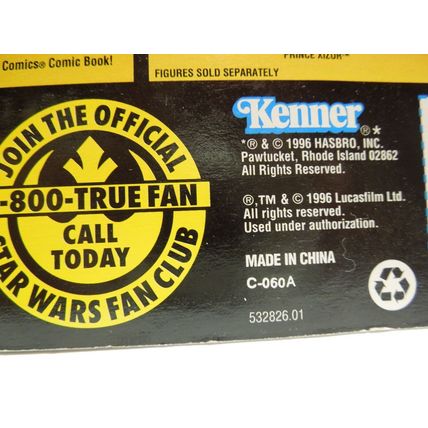 Comics® Comic Book!
PRINCE XIZOR™
FIGURES SOLD SEPARATELY
JOIN THE OFFICIAL
-800-TRUE FAN
CALL
TODAY
STAR WARS FAN CLUB
Kenner®*
*® & © 1996 HASBRO, INC.
Pawtucket, Rhode Island 02862
All Rights Reserved.
®,TM & © 1996 Lucasfilm Ltd.
All rights reserved.
Used under authorization.
MADE IN CHINA
C-060A
532826.01